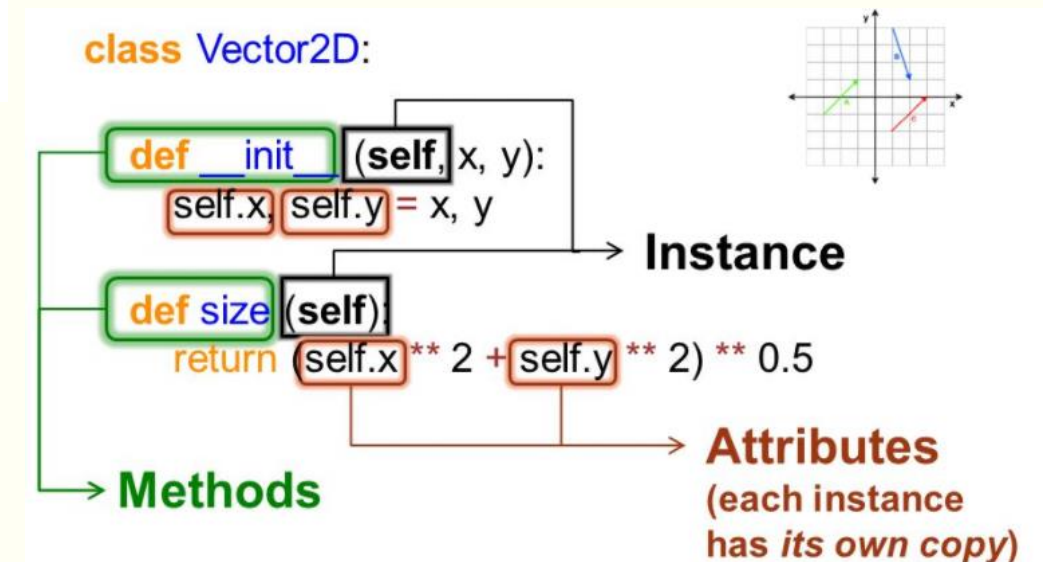 class Vector2D:
def __init__ (self, x, y):
self.x, self.y = x, y
Instance
def size (self):
return (self.x ** 2 + self.y ** 2) ** 0.5
Attributes
(each instance
has its own copy)
Methods
y
B
A
x
C